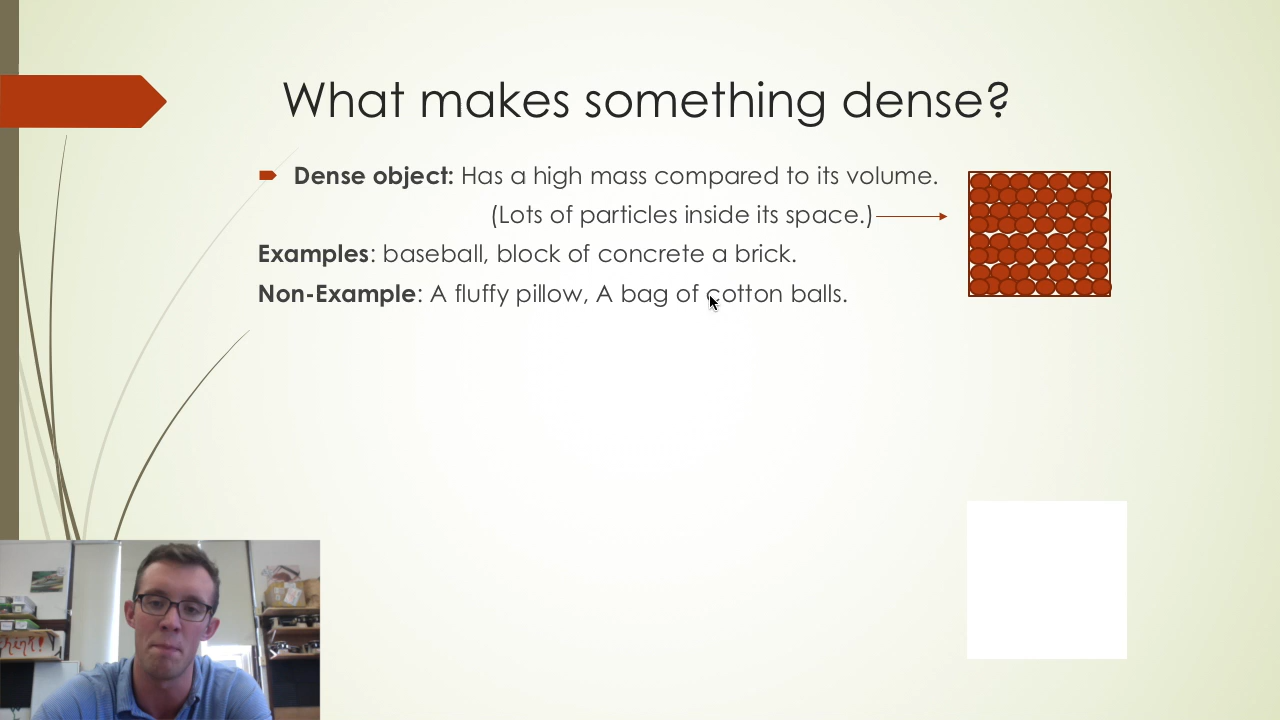 What makes something dense?
Dense object: Has a high mass compared to its volume.
(Lots of particles inside its space.)
Examples: baseball, block of concrete a brick.
Non-Example: A fluffy pillow, A bag of cotton balls.